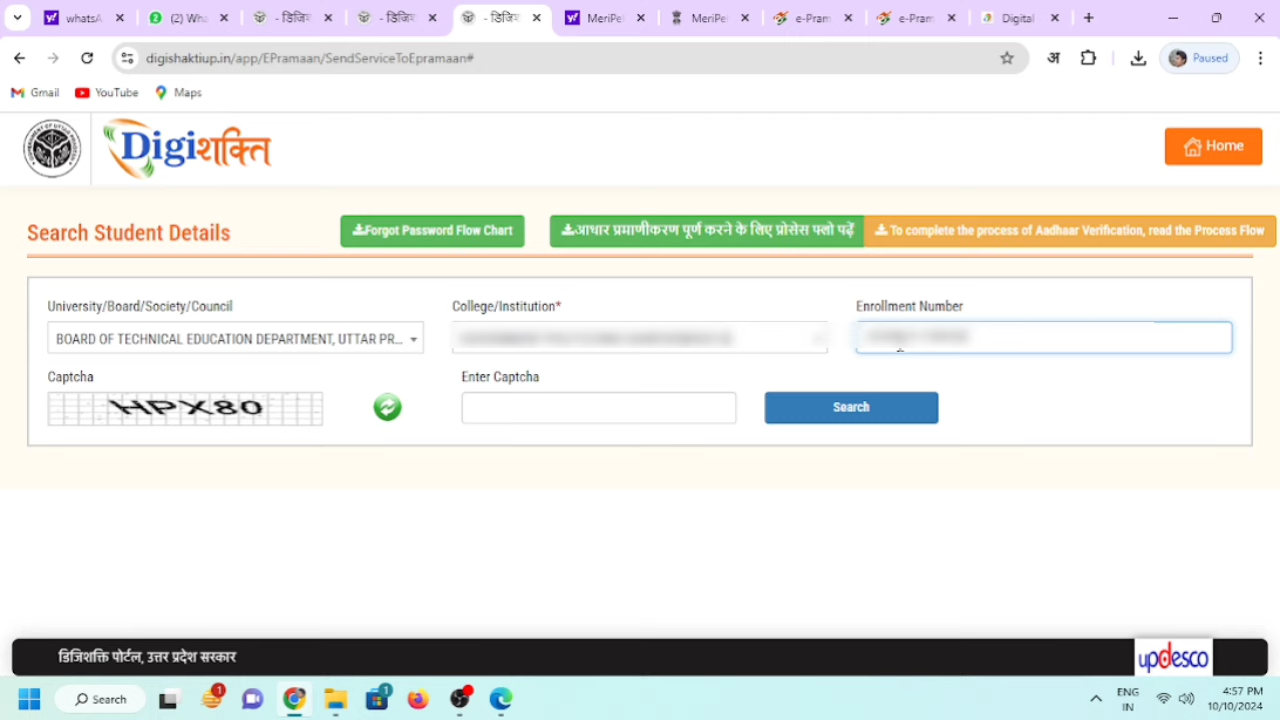 whatsA
(2) Wha
- डिजि
- डिजि
- डिजि
MeriPe
MeriPe
e-Pram
e-Pram
Digital
digishaktiup.in/app/EPramaan/SendServiceToEpramaan#
अ
Paused
Gmail
YouTube
Maps
Digiशक्ति
Home
Search Student Details
Forgot Password Flow Chart
आधार प्रमाणीकरण पूर्ण करने के लिए प्रोसेस फ्लो पढ़ें
To complete the process of Aadhaar Verification, read the Process Flow
University/Board/Society/Council
College/Institution*
Enrollment Number
BOARD OF TECHNICAL EDUCATION DEPARTMENT, UTTAR PR...
Captcha
Enter Captcha
HPX80
Search
डिजिशक्ति पोर्टल, उत्तर प्रदेश सरकार
updesco
Search
1
1
ENG
IN
4:57 PM
10/10/2024